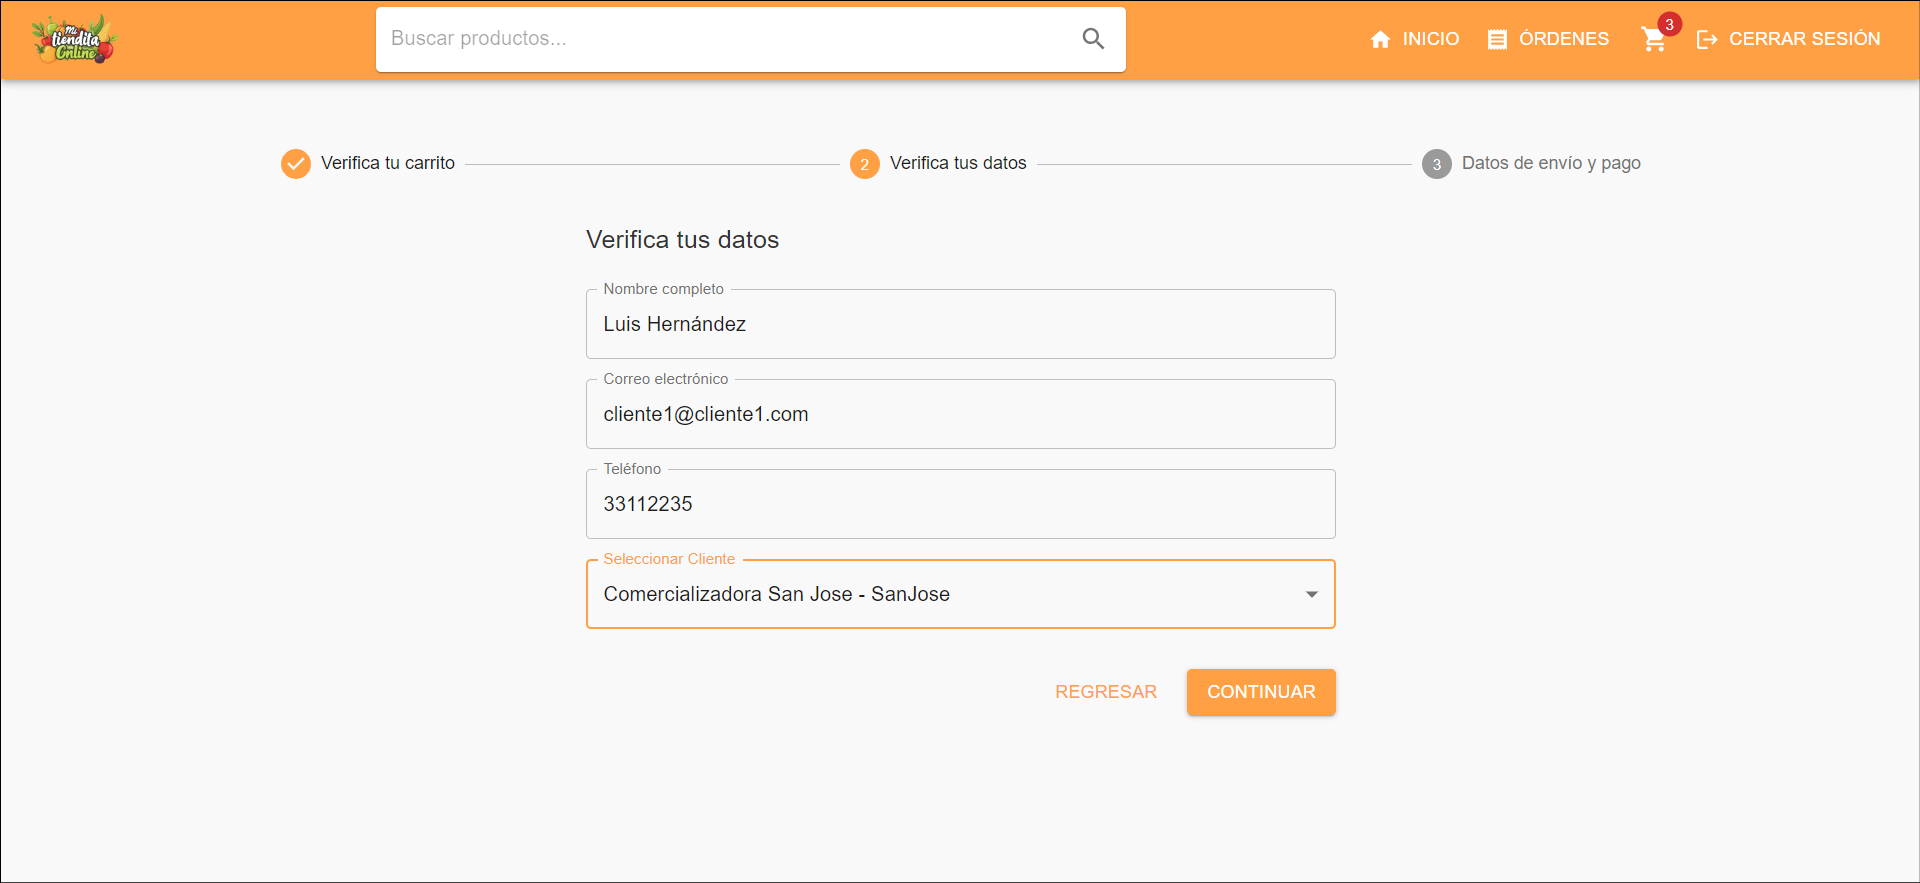 Mi
tiendita
Online
Buscar productos...
INICIO
ÓRDENES
3
CERRAR SESIÓN
Verifica tu carrito
2 Verifica tus datos
3 Datos de envío y pago
Verifica tus datos
Nombre completo
Luis Hernández
Correo electrónico
cliente1@cliente1.com
Teléfono
33112235
Seleccionar Cliente
Comercializadora San Jose - SanJose
REGRESAR
CONTINUAR